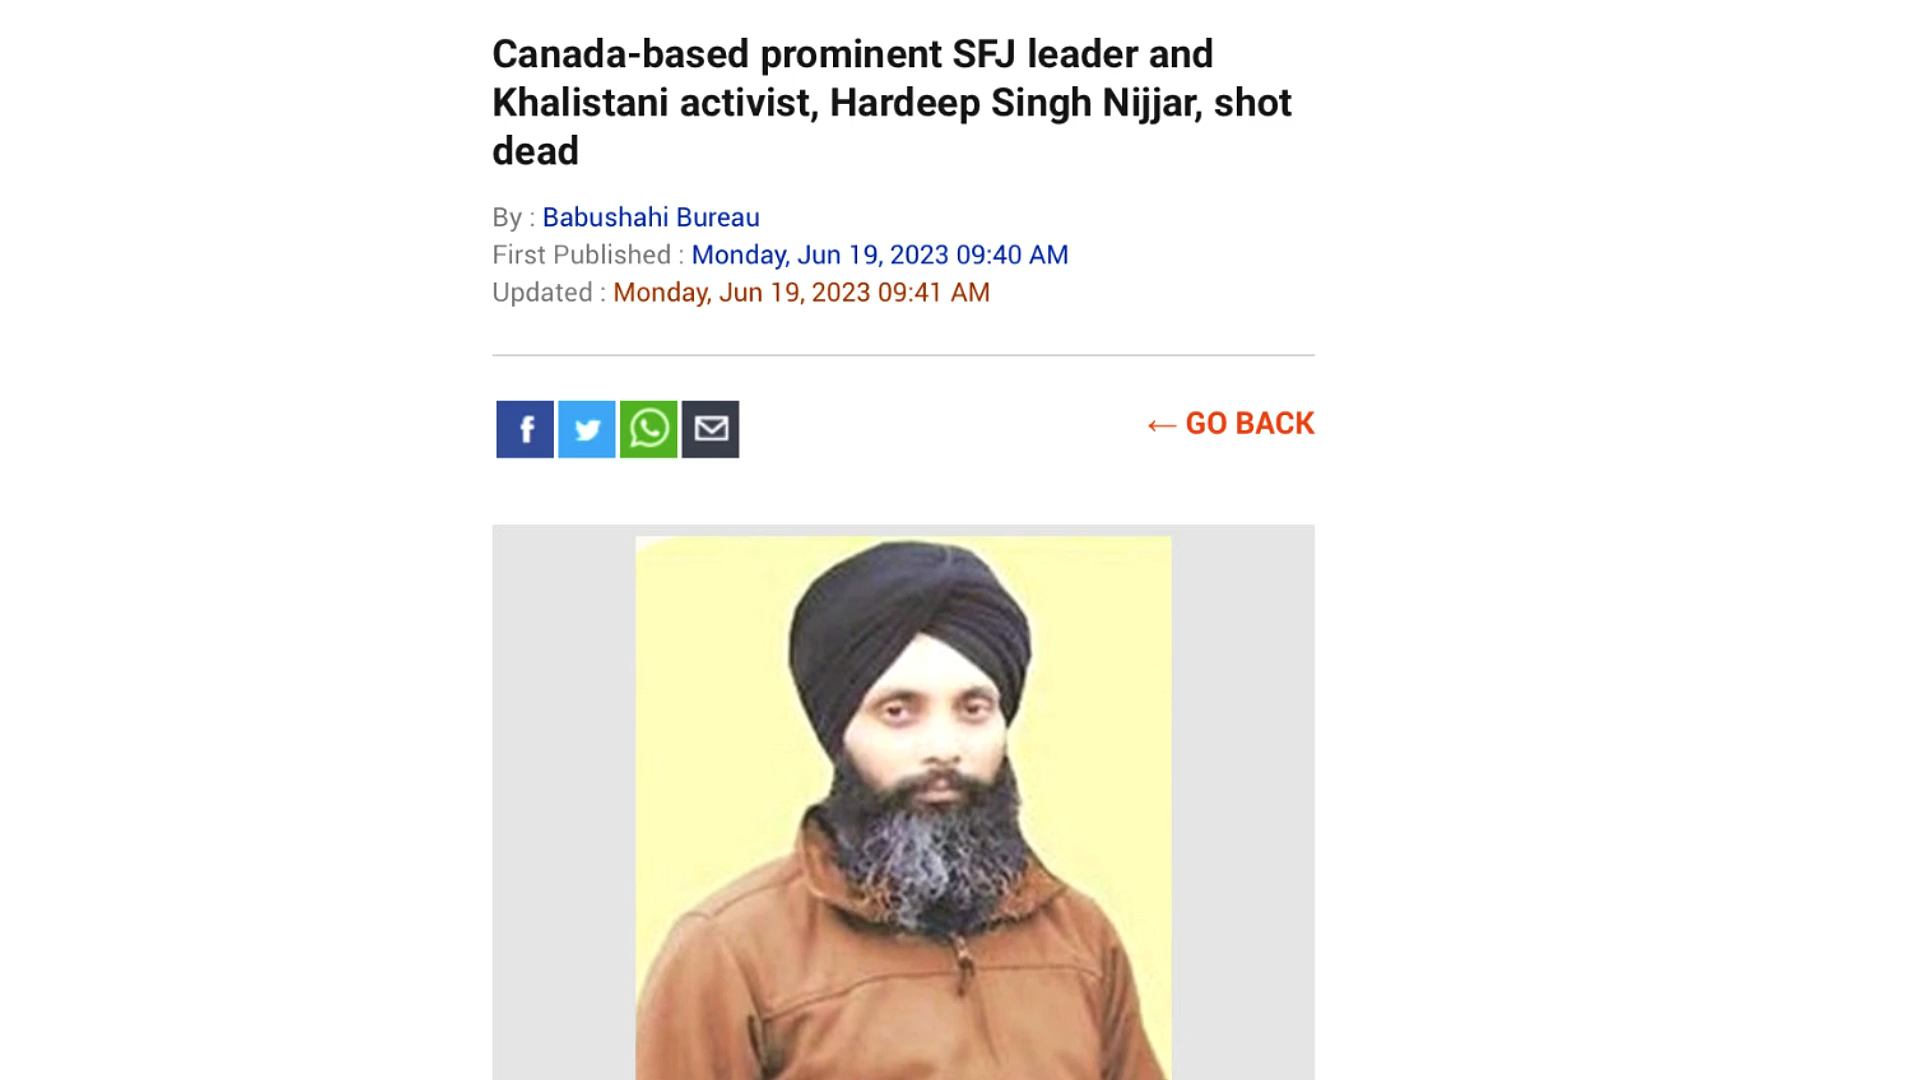 Canada-based prominent SFJ leader and
Khalistani activist, Hardeep Singh Nijjar, shot
dead
By : Babushahi Bureau
First Published : Monday, Jun 19, 2023 09:40 AM
Updated : Monday, Jun 19, 2023 09:41 AM
← GO BACK